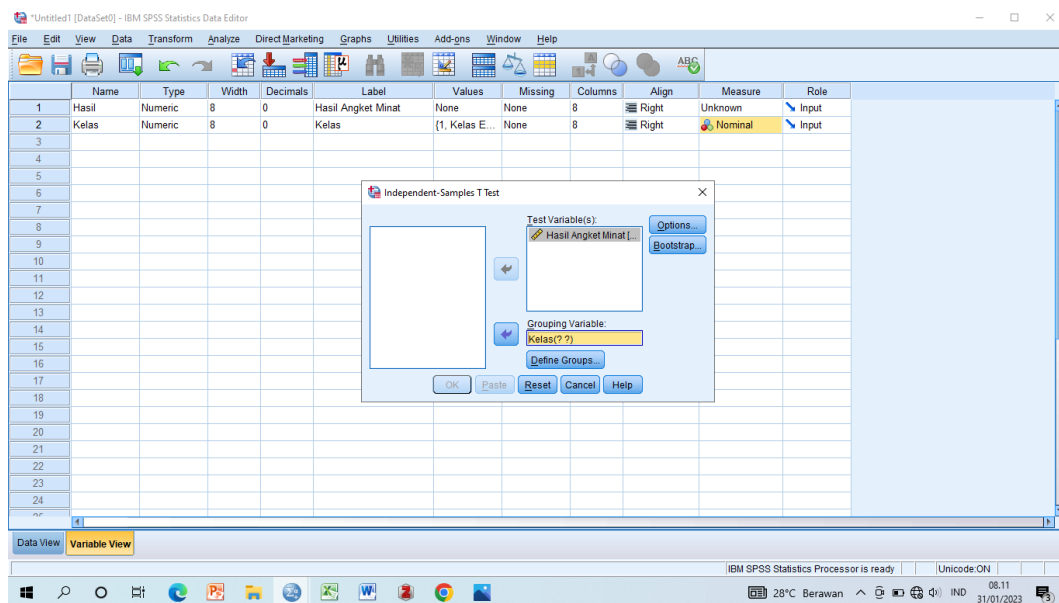 *Untitled1 [DataSet0] - IBM SPSS Statistics Data Editor
File Edit View Data Transform Analyze Direct Marketing Graphs Utilities Add-ons Window Help
Name Type Width Decimals Label Values Missing Columns Align Measure Role
1 Hasil Numeric 8 0 Hasil Angket Minat None None 8 Right Unknown Input
2 Kelas Numeric 8 0 Kelas {1, Kelas E... None 8 Right Nominal Input
3
4
5
6
7
8
9
10
11
12
13
14
15
16
17
18
19
20
21
22
23
24
Independent-Samples T Test
Test Variable(s):
Hasil Angket Minat [...
Options...
Bootstrap...
Grouping Variable:
Kelas(? ?)
Define Groups...
OK Paste Reset Cancel Help
Data View Variable View
IBM SPSS Statistics Processor is ready Unicode:ON
28°C Berawan IND 08.11
31/01/2023